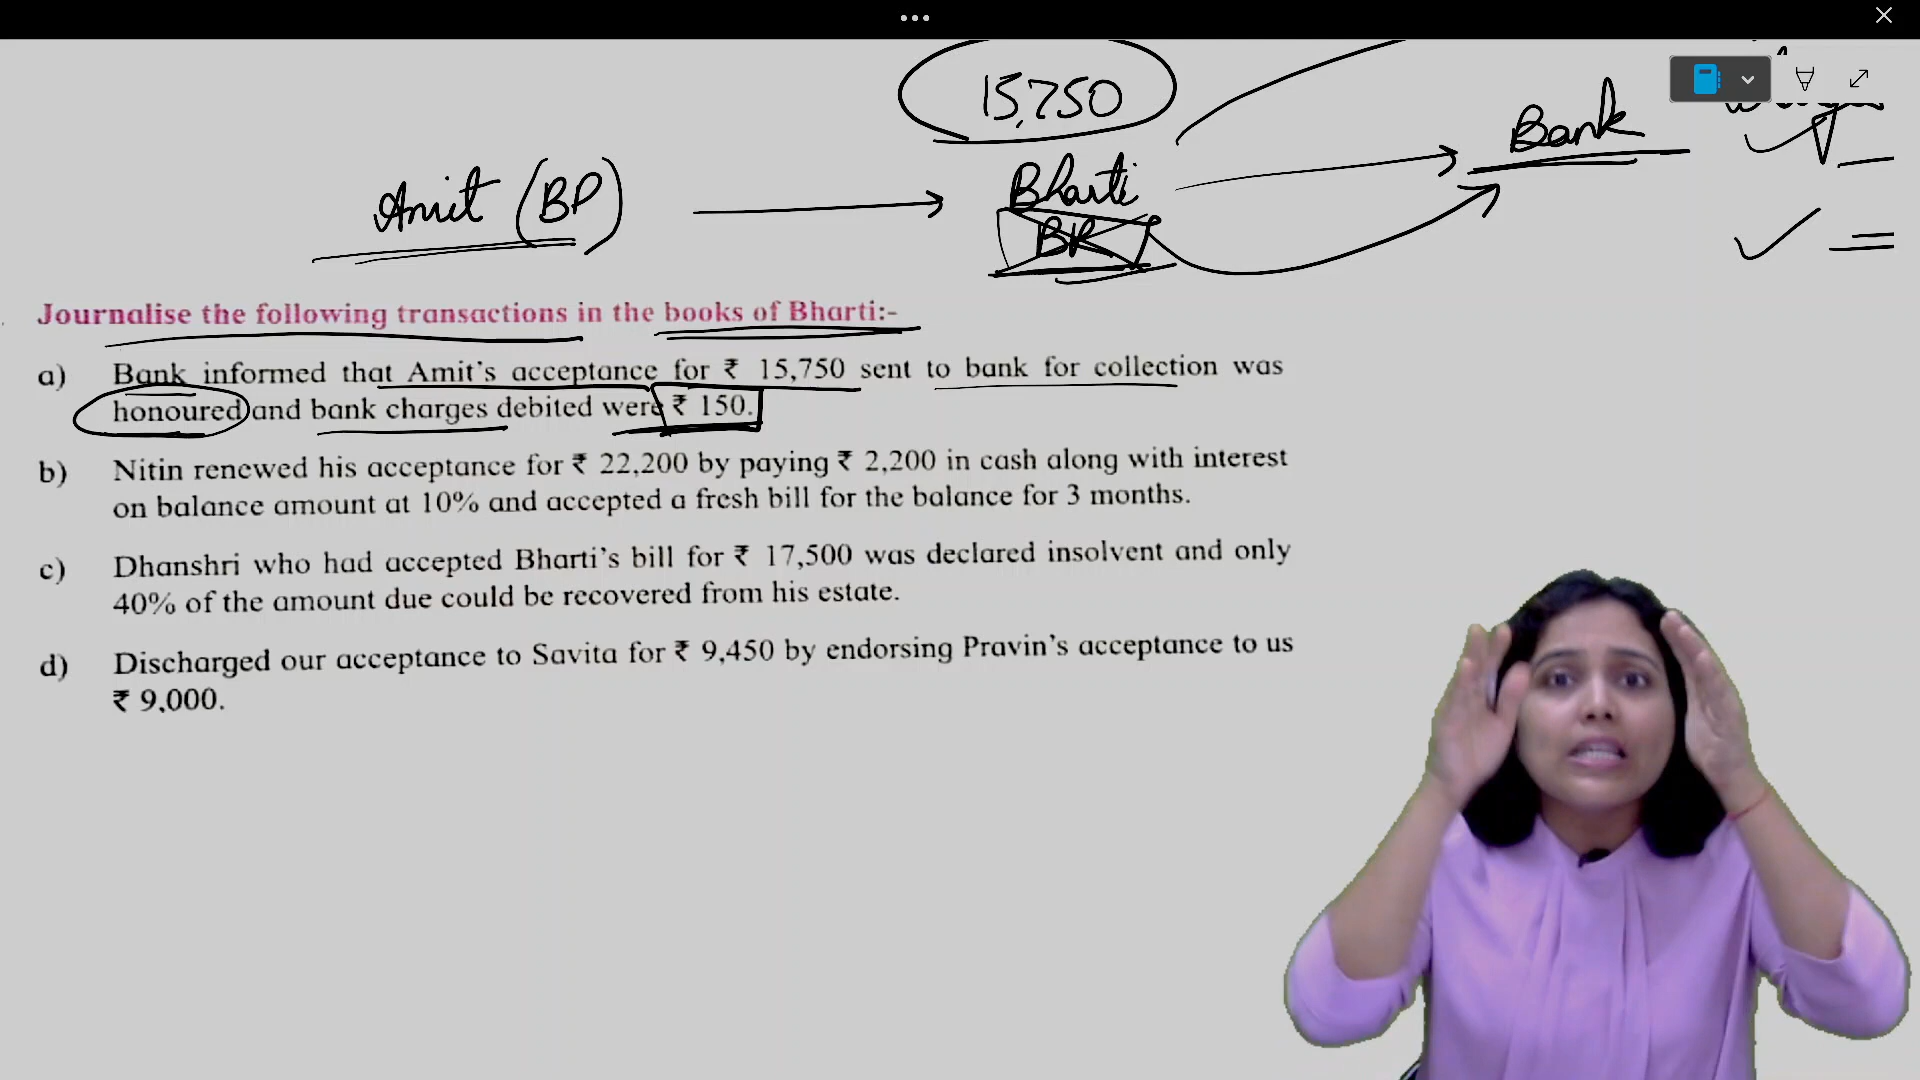 15,750
Bank
Amit (BP)
Bharti
BR
Journalise the following transactions in the books of Bharti:-
a) Bank informed that Amit's acceptance for ₹ 15,750 sent to bank for collection was
honoured and bank charges debited were ₹ 150.
b) Nitin renewed his acceptance for ₹ 22,200 by paying ₹ 2,200 in cash along with interest
on balance amount at 10% and accepted a fresh bill for the balance for 3 months.
c) Dhanshri who had accepted Bharti's bill for ₹ 17,500 was declared insolvent and only
40% of the amount due could be recovered from his estate.
d) Discharged our acceptance to Savita for ₹ 9,450 by endorsing Pravin's acceptance to us
₹ 9,000.